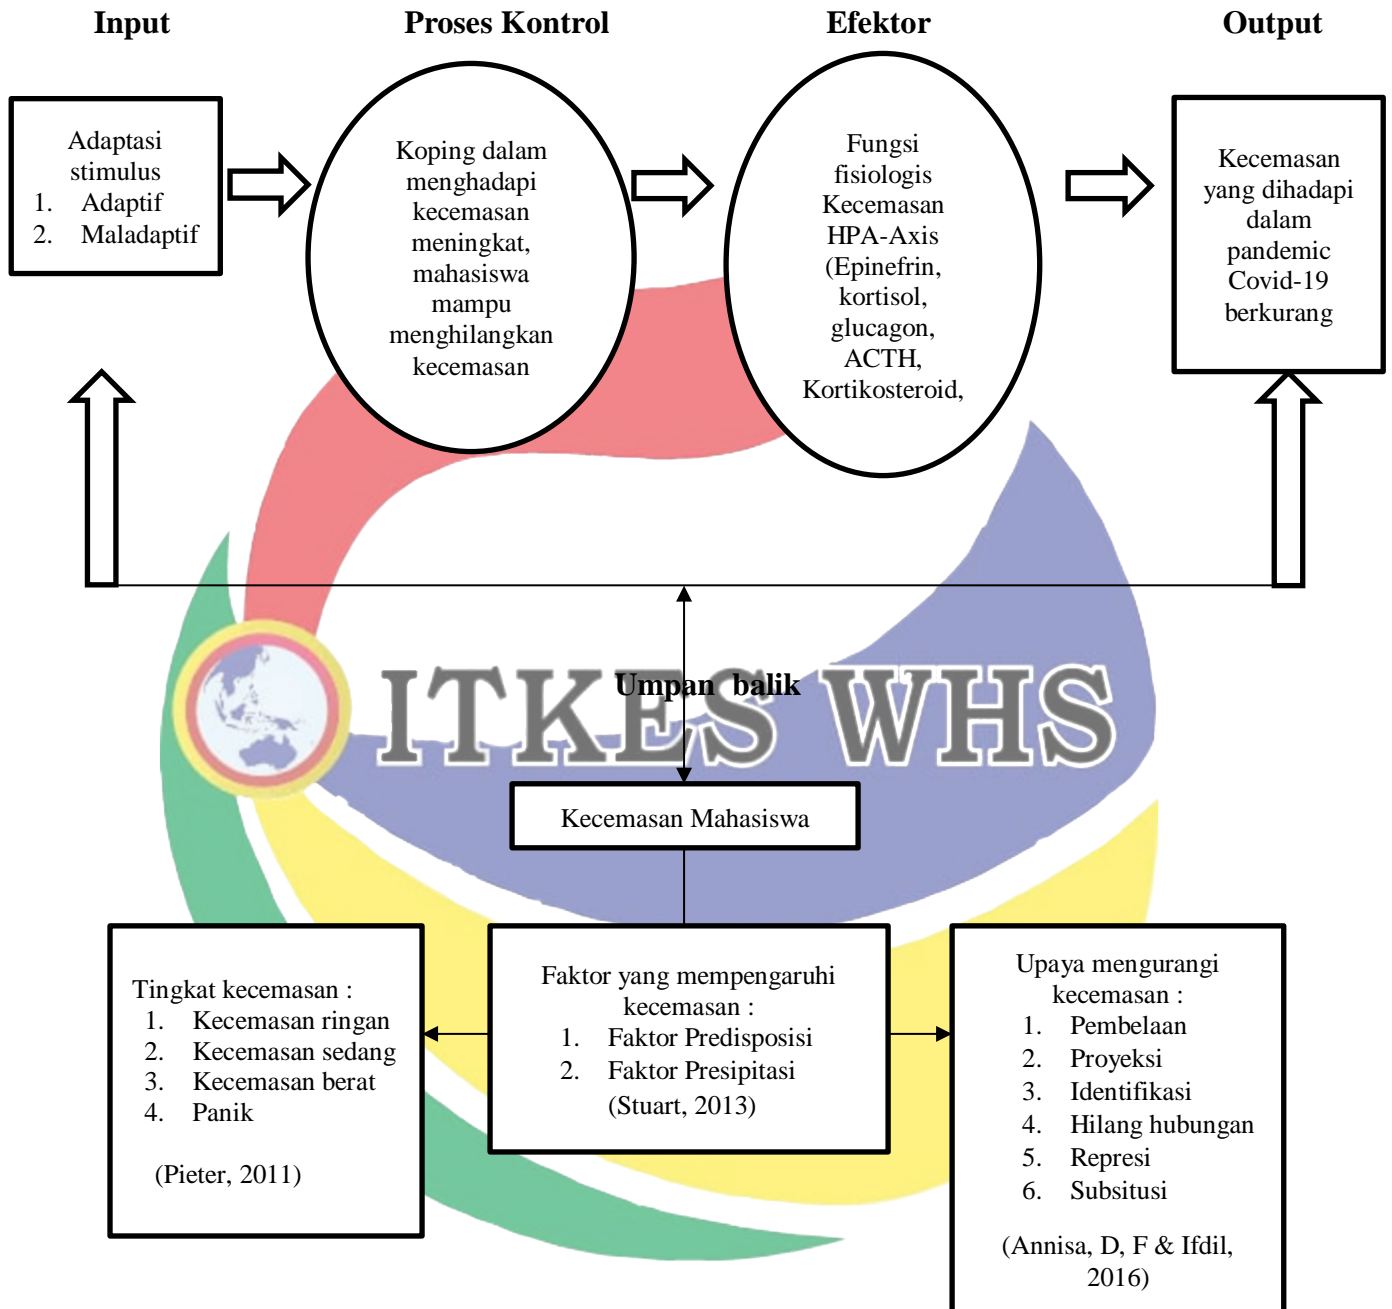 Input
Proses Kontrol
Efektor
Output
Adaptasi
stimulus
1. Adaptif
2. Maladaptif
Koping dalam
menghadapi
kecemasan
meningkat,
mahasiswa
mampu
menghilangkan
kecemasan
Fungsi
fisiologis
Kecemasan
HPA-Axis
(Epinefrin,
kortisol,
glucagon,
ACTH,
Kortikosteroid,
Kecemasan
yang dihadapi
dalam
pandemic
Covid-19
berkurang
Umpan balik
ITKES WHS
Kecemasan Mahasiswa
Tingkat kecemasan :
1. Kecemasan ringan
2. Kecemasan sedang
3. Kecemasan berat
4. Panik
(Pieter, 2011)
Faktor yang mempengaruhi
kecemasan :
1. Faktor Predisposisi
2. Faktor Presipitasi
(Stuart, 2013)
Upaya mengurangi
kecemasan :
1. Pembelaan
2. Proyeksi
3. Identifikasi
4. Hilang hubungan
5. Represi
6. Subsitusi
(Annisa, D, F & Ifdil,
2016)